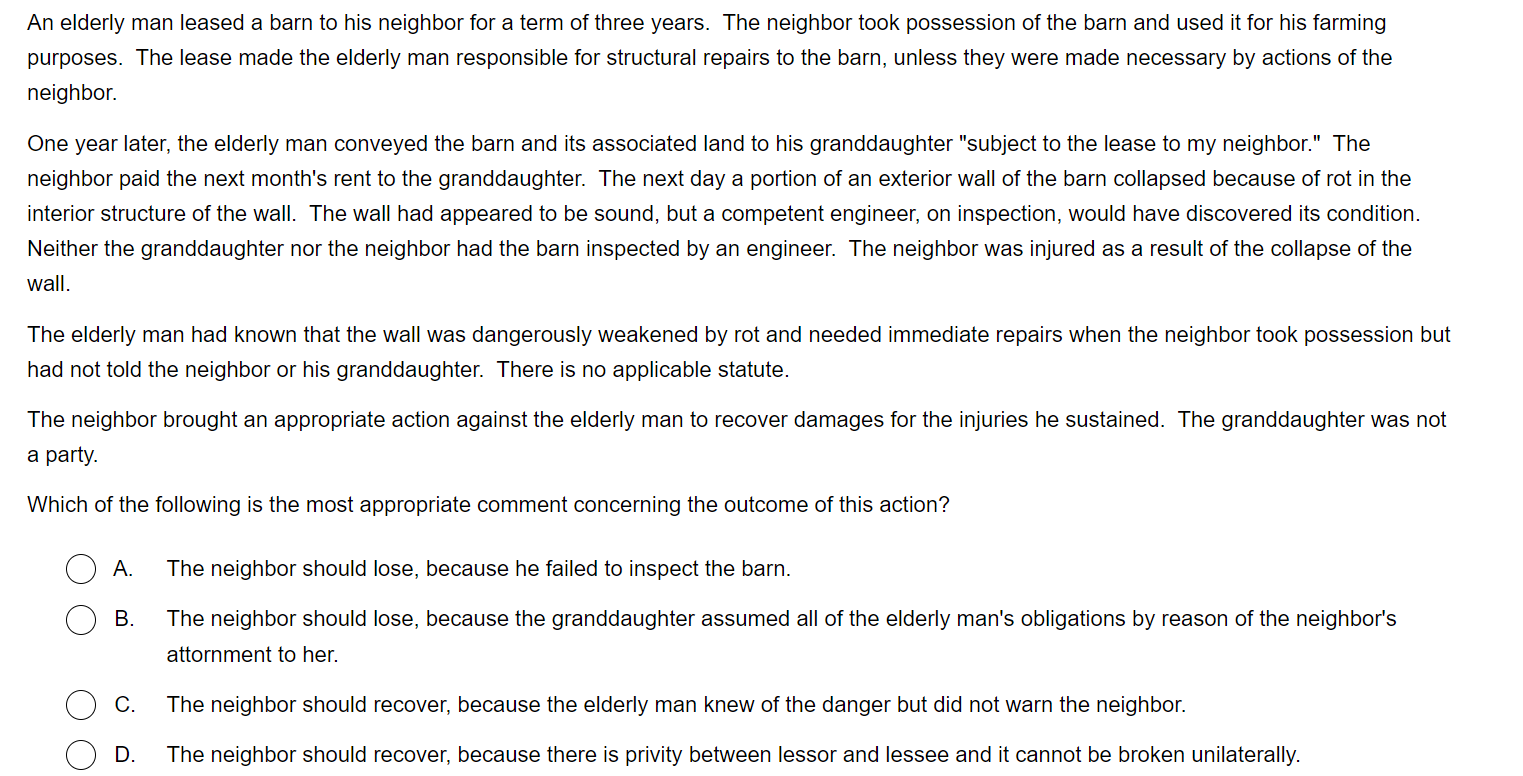 An elderly man leased a barn to his neighbor for a term of three years.  The neighbor took possession of the barn and used it for his farming
purposes.  The lease made the elderly man responsible for structural repairs to the barn, unless they were made necessary by actions of the
neighbor.
One year later, the elderly man conveyed the barn and its associated land to his granddaughter "subject to the lease to my neighbor."  The
neighbor paid the next month's rent to the granddaughter.  The next day a portion of an exterior wall of the barn collapsed because of rot in the
interior structure of the wall.  The wall had appeared to be sound, but a competent engineer, on inspection, would have discovered its condition.
Neither the granddaughter nor the neighbor had the barn inspected by an engineer.  The neighbor was injured as a result of the collapse of the
wall.
The elderly man had known that the wall was dangerously weakened by rot and needed immediate repairs when the neighbor took possession but
had not told the neighbor or his granddaughter.  There is no applicable statute.
The neighbor brought an appropriate action against the elderly man to recover damages for the injuries he sustained.  The granddaughter was not
a party.
Which of the following is the most appropriate comment concerning the outcome of this action?
A. The neighbor should lose, because he failed to inspect the barn.
B. The neighbor should lose, because the granddaughter assumed all of the elderly man's obligations by reason of the neighbor's
attornment to her.
C. The neighbor should recover, because the elderly man knew of the danger but did not warn the neighbor.
D. The neighbor should recover, because there is privity between lessor and lessee and it cannot be broken unilaterally.